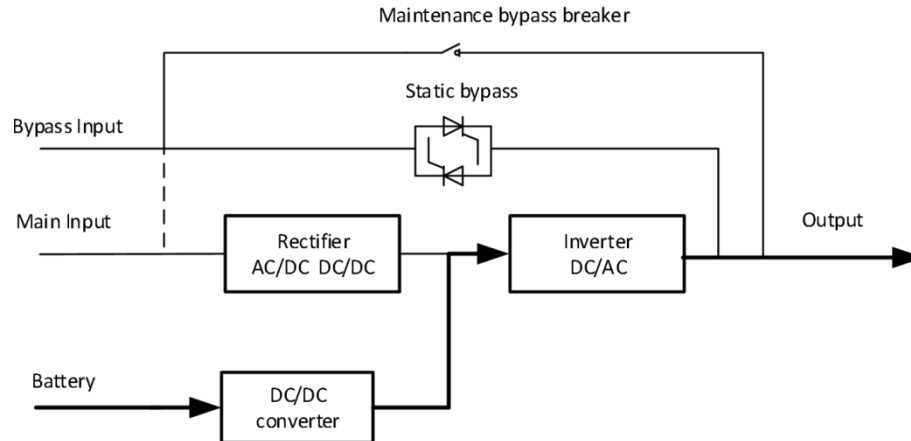 Maintenance bypass breaker
Static bypass
Bypass Input
Main Input
Rectifier
AC/DC DC/DC
Inverter
DC/AC
Output
Battery
DC/DC
converter